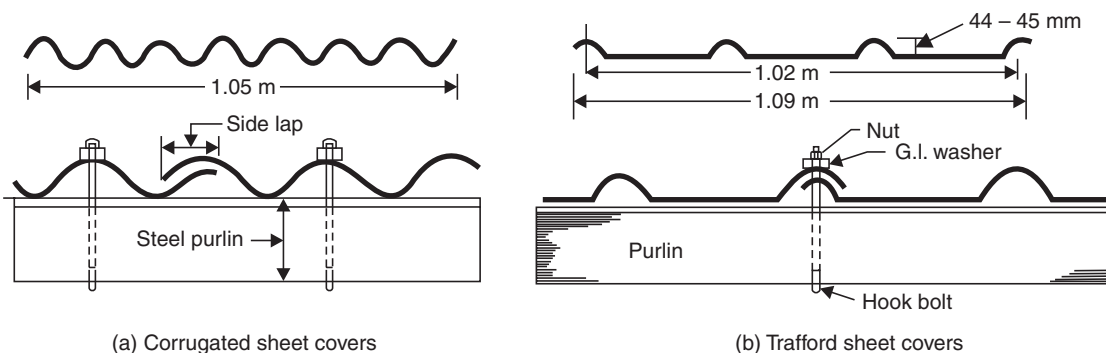 1.05 m
Side lap
Steel purlin
(a) Corrugated sheet covers
44 – 45 mm
1.02 m
1.09 m
Nut
G.I. washer
Purlin
Hook bolt
(b) Trafford sheet covers